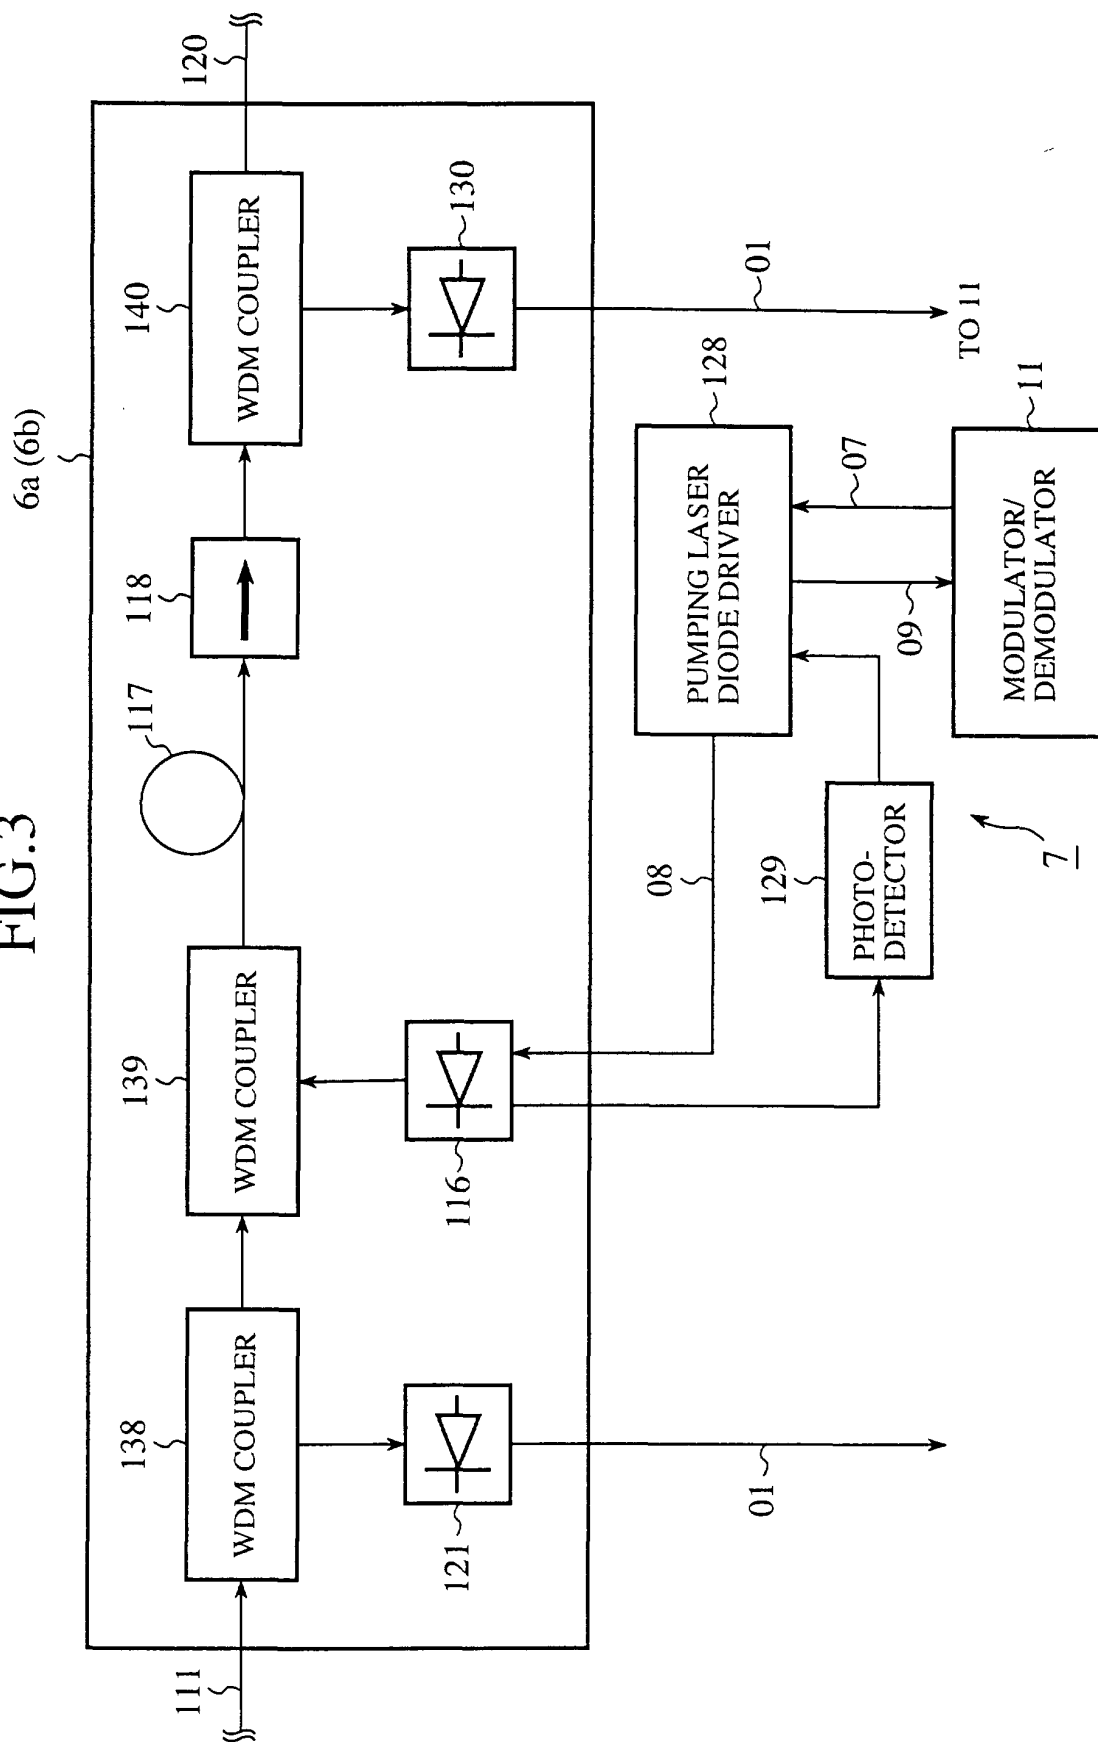 FIG.3
6a (6b)
111
138
WDM COUPLER
139
WDM COUPLER
117
118
140
WDM COUPLER
120
121
116
130
01
08
129
PHOTO-
DETECTOR
128
PUMPING LASER
DIODE DRIVER
09
07
11
MODULATOR/
DEMODULATOR
01
TO 11
7